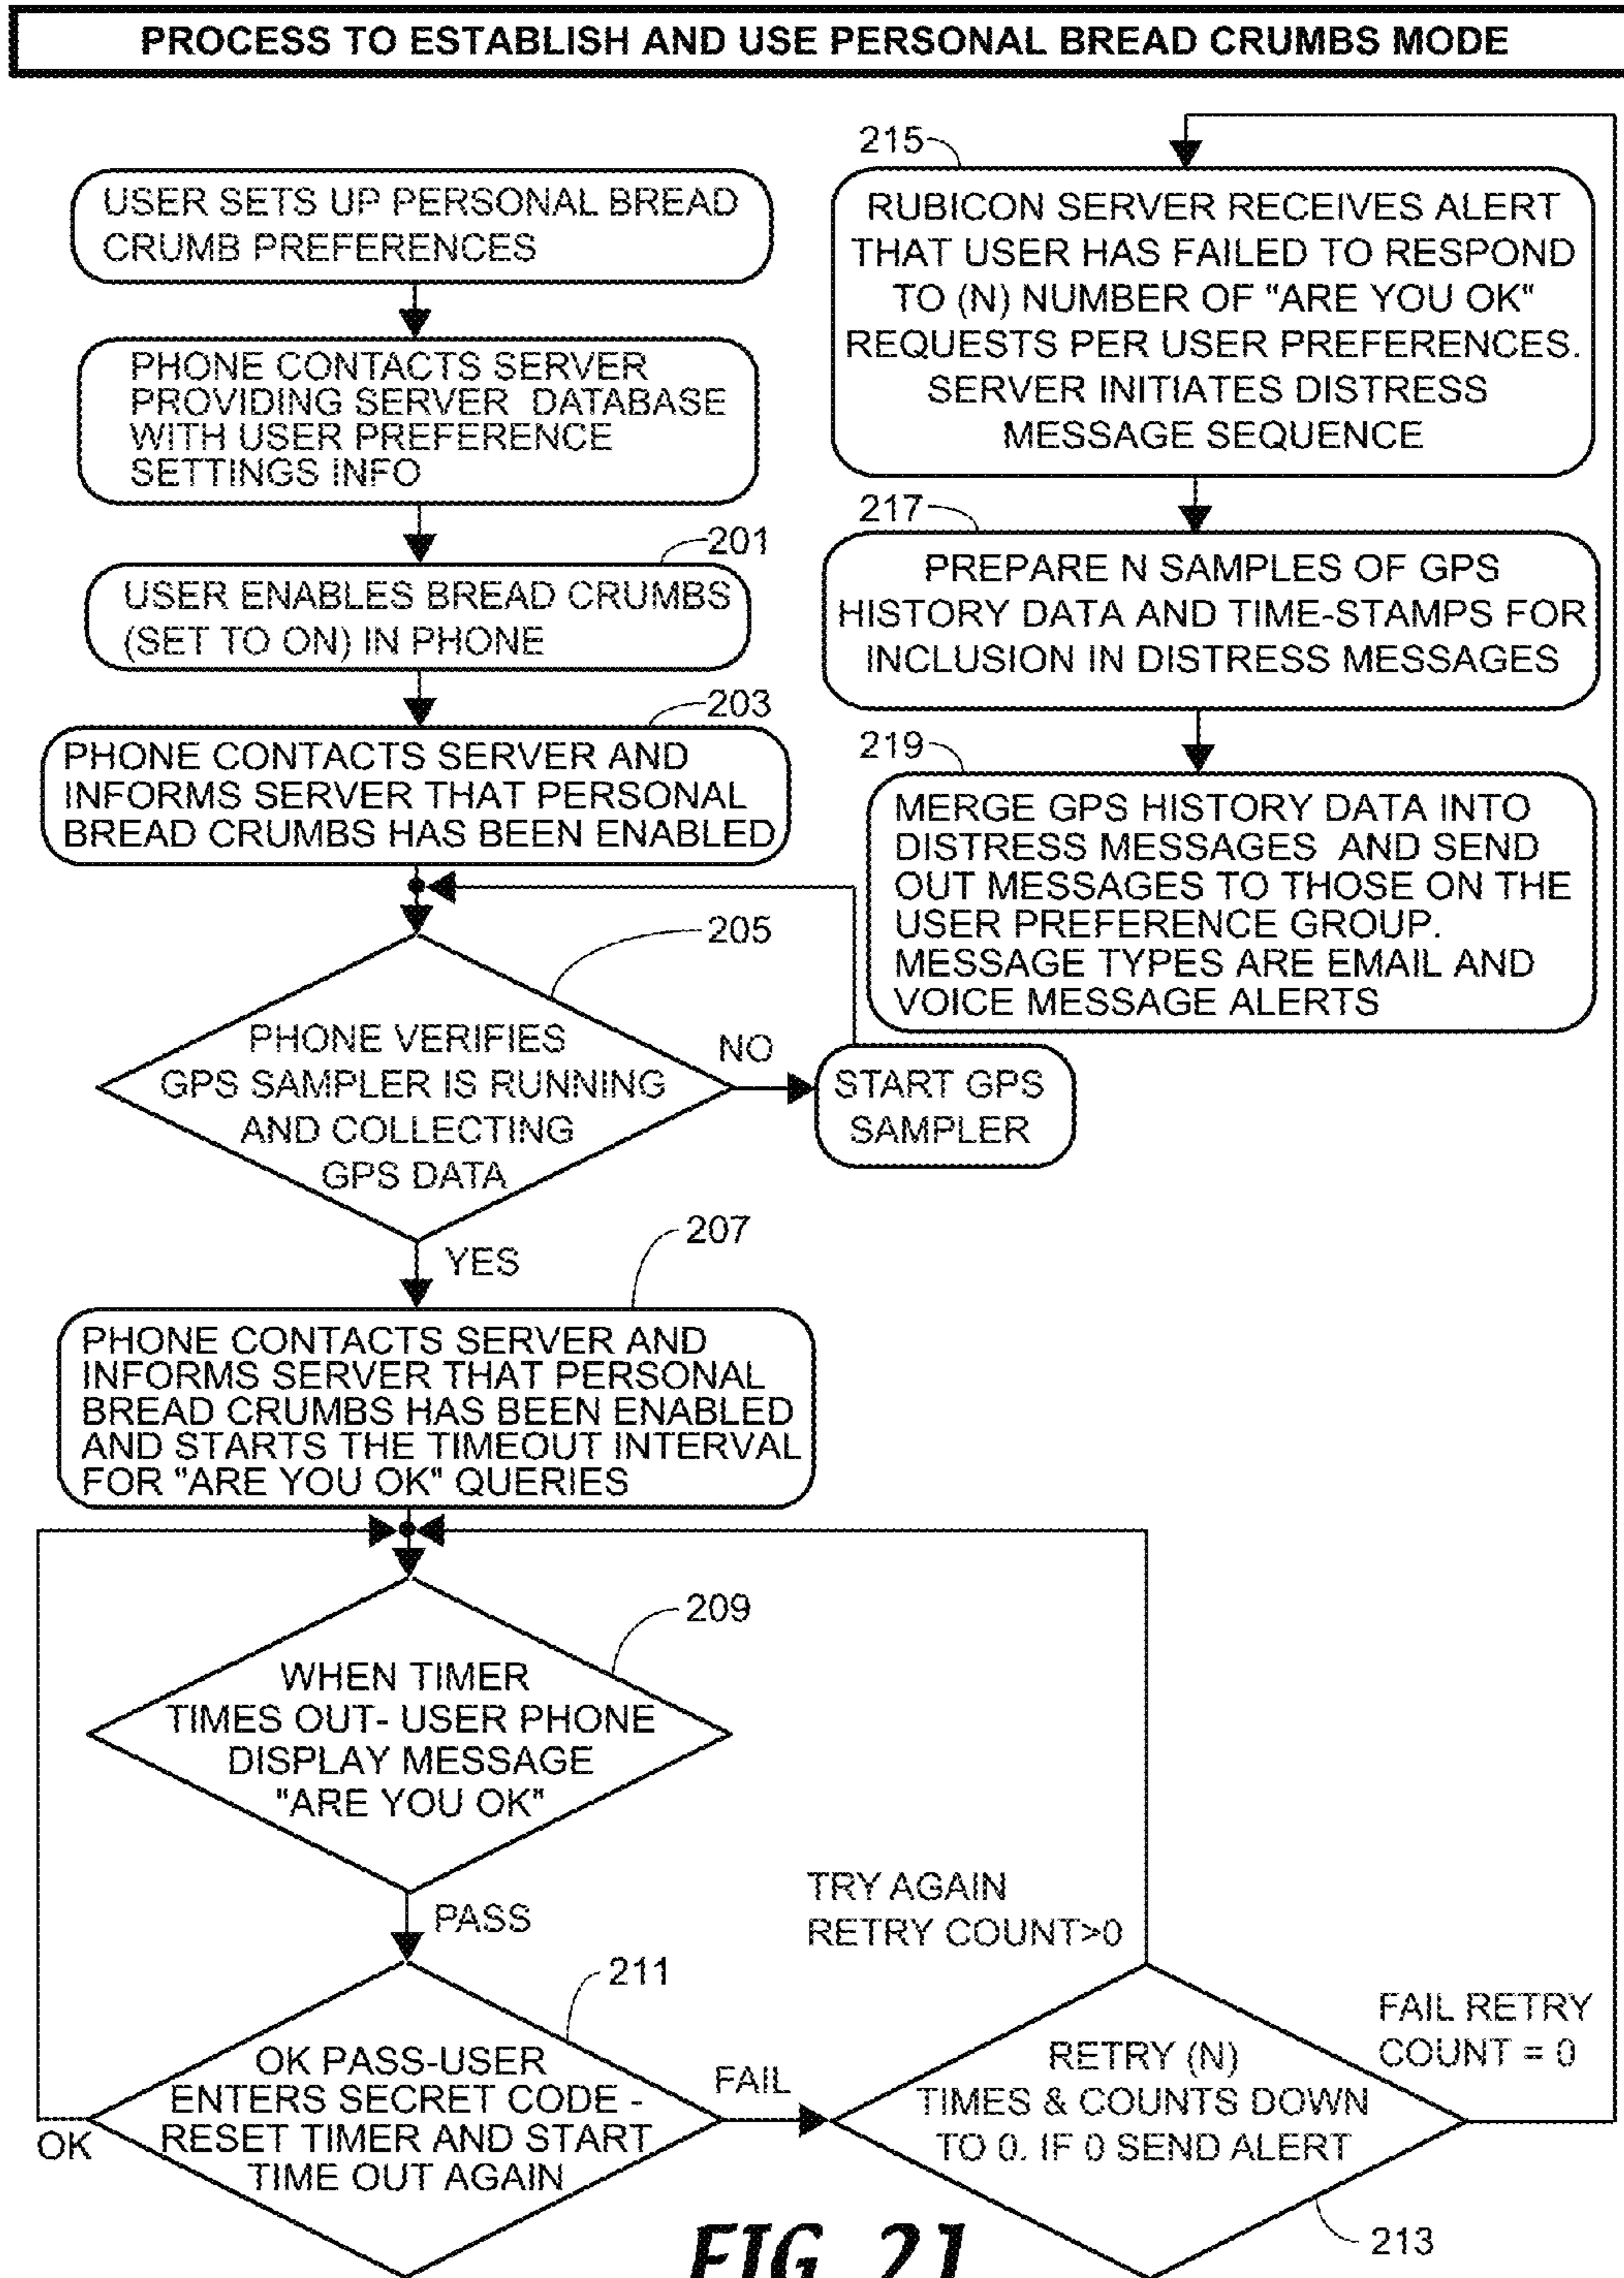 PROCESS TO ESTABLISH AND USE PERSONAL BREAD CRUMBS MODE
USER SETS UP PERSONAL BREAD
CRUMB PREFERENCES
PHONE CONTACTS SERVER
PROVIDING SERVER DATABASE
WITH USER PREFERENCE
SETTINGS INFO
201
USER ENABLES BREAD CRUMBS
(SET TO ON) IN PHONE
203
PHONE CONTACTS SERVER AND
INFORMS SERVER THAT PERSONAL
BREAD CRUMBS HAS BEEN ENABLED
205
PHONE VERIFIES
GPS SAMPLER IS RUNNING
AND COLLECTING
GPS DATA
NO
START GPS
SAMPLER
YES
207
PHONE CONTACTS SERVER AND
INFORMS SERVER THAT PERSONAL
BREAD CRUMBS HAS BEEN ENABLED
AND STARTS THE TIMEOUT INTERVAL
FOR "ARE YOU OK" QUERIES
209
WHEN TIMER
TIMES OUT- USER PHONE
DISPLAY MESSAGE
"ARE YOU OK"
PASS
211
OK PASS-USER
ENTERS SECRET CODE -
RESET TIMER AND START
TIME OUT AGAIN
OK
FAIL
TRY AGAIN
RETRY COUNT>0
RETRY (N)
TIMES & COUNTS DOWN
TO 0. IF 0 SEND ALERT
213
FAIL RETRY
COUNT = 0
215
RUBICON SERVER RECEIVES ALERT
THAT USER HAS FAILED TO RESPOND
TO (N) NUMBER OF "ARE YOU OK"
REQUESTS PER USER PREFERENCES.
SERVER INITIATES DISTRESS
MESSAGE SEQUENCE
217
PREPARE N SAMPLES OF GPS
HISTORY DATA AND TIME-STAMPS FOR
INCLUSION IN DISTRESS MESSAGES
219
MERGE GPS HISTORY DATA INTO
DISTRESS MESSAGES AND SEND
OUT MESSAGES TO THOSE ON THE
USER PREFERENCE GROUP.
MESSAGE TYPES ARE EMAIL AND
VOICE MESSAGE ALERTS
FIG. 21